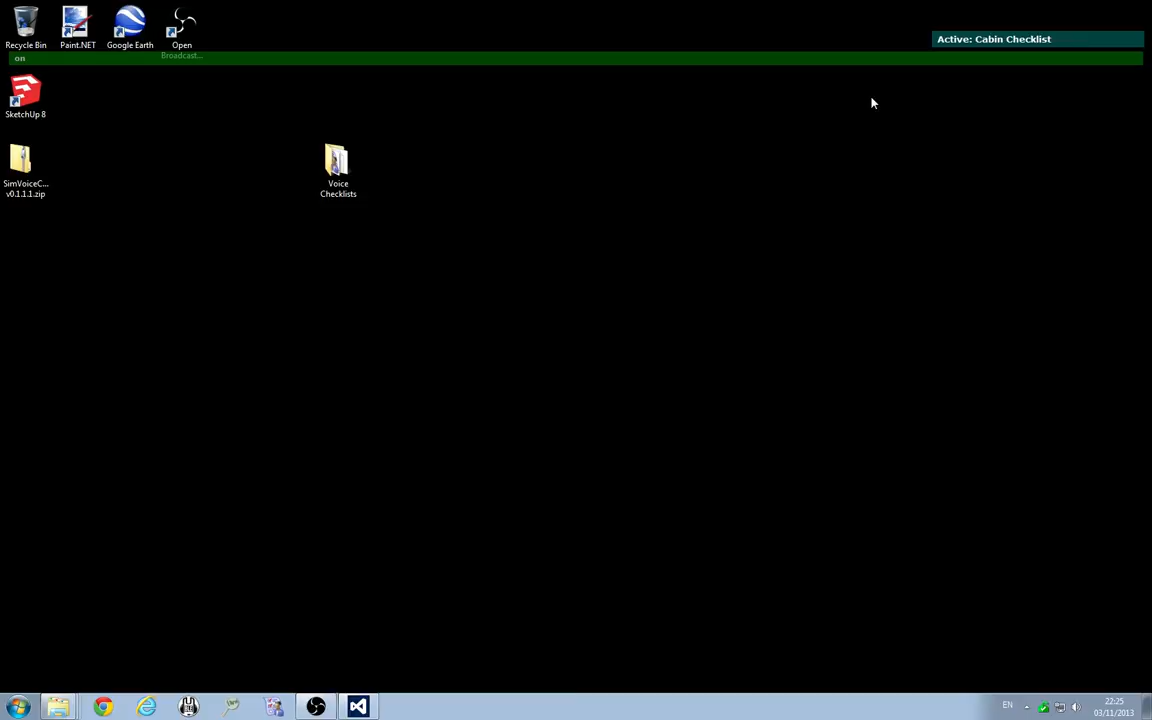 Recycle Bin
Paint.NET
Google Earth
Open
Broadcast...
Active: Cabin Checklist
on
SketchUp 8
SimVoiceC...
v0.1.1.1.zip
Voice
Checklists
EN
22:25
03/11/2013